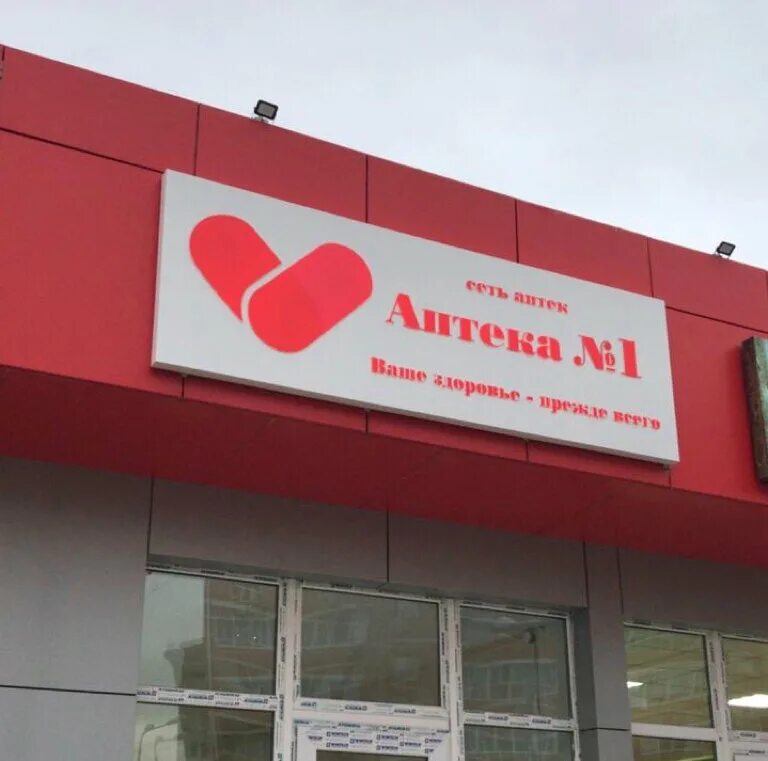 сеть аптек
Аптека №1
Ваше здоровье - прежде всего